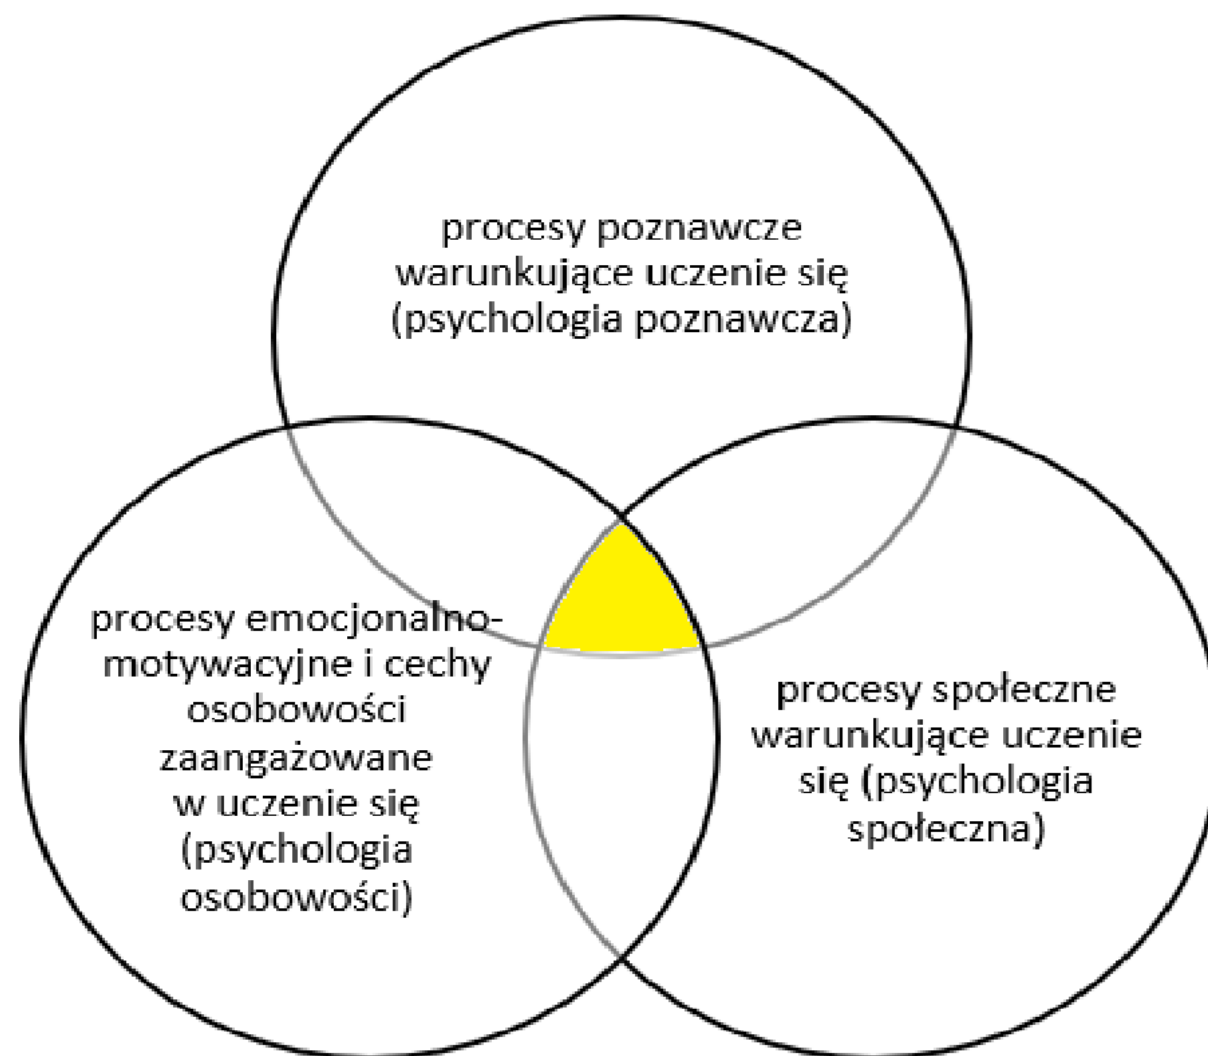 procesy poznawcze
warunkujące uczenie się
(psychologia poznawcza)
procesy emocjonalno-
motywacyjne i cechy
osobowości
zaangażowane
w uczenie się
(psychologia
osobowości)
procesy społeczne
warunkujące uczenie
się (psychologia
społeczna)